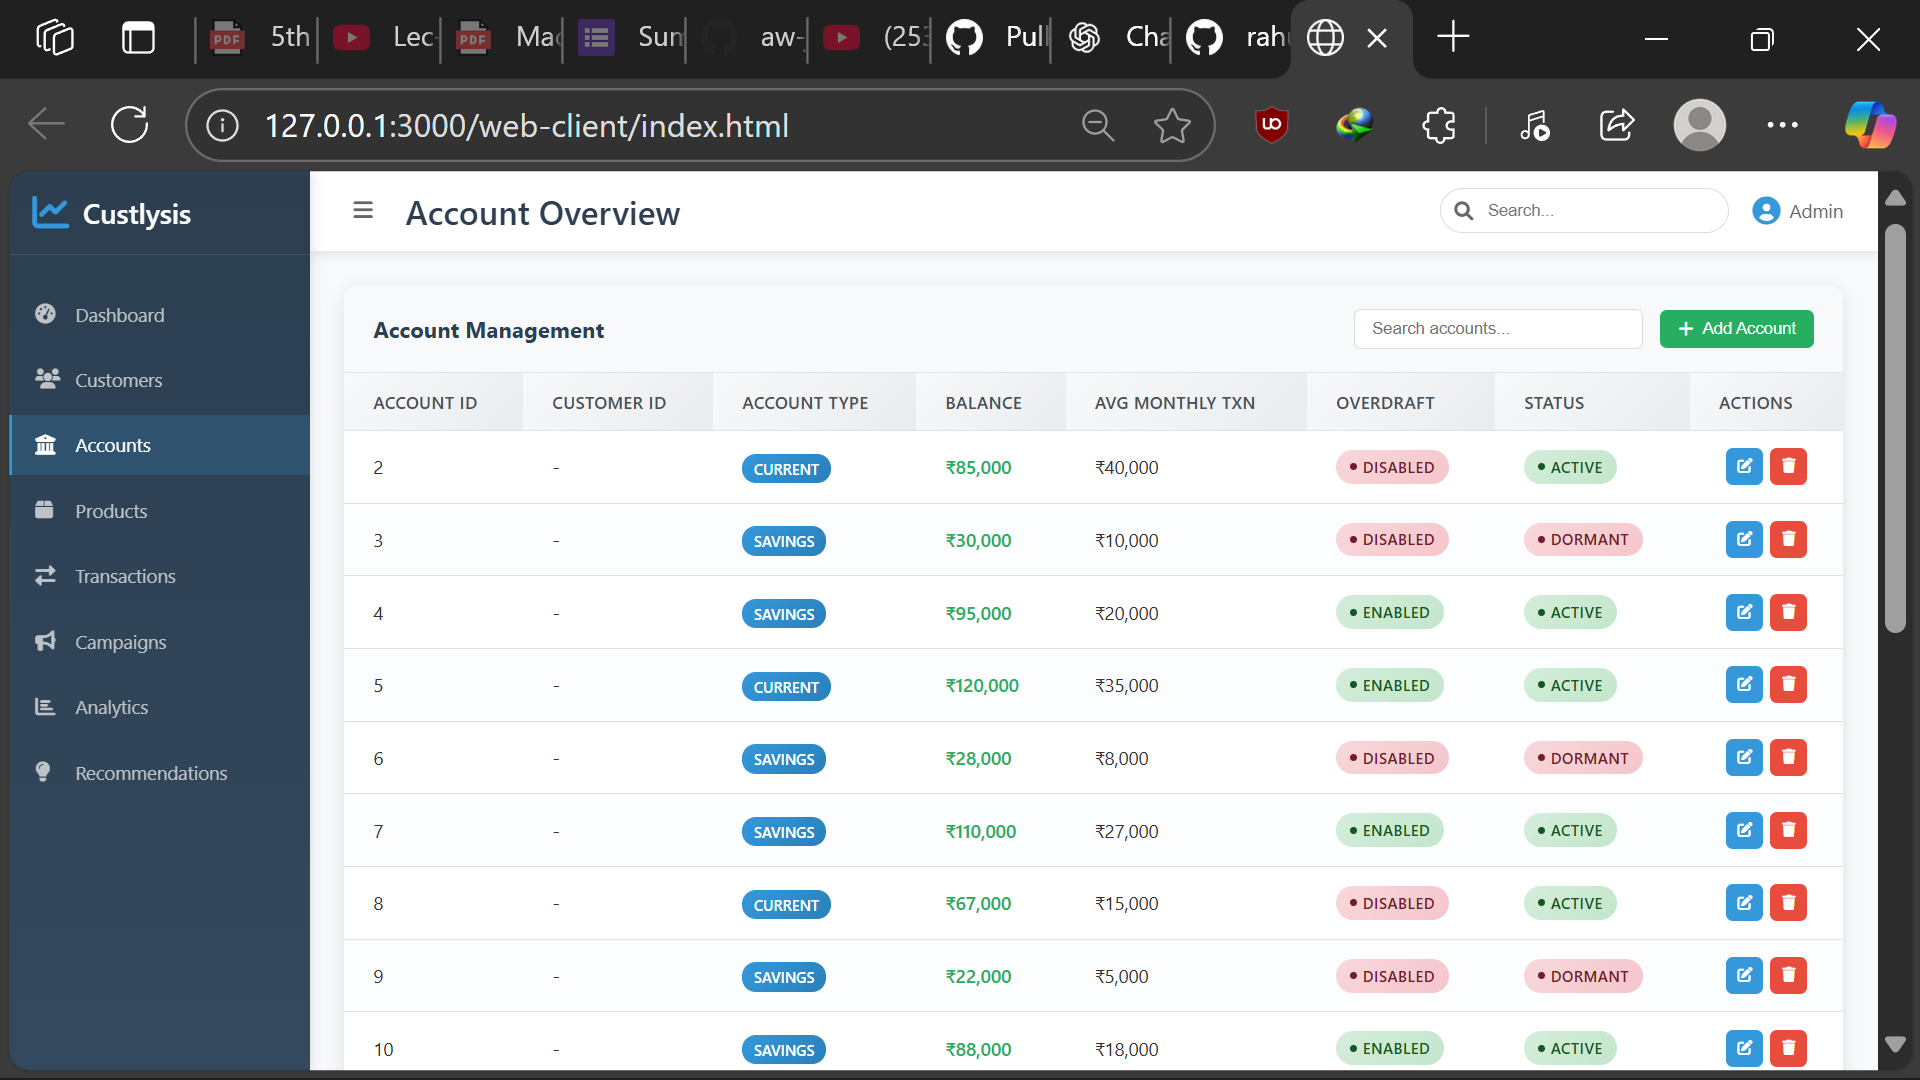 5th
Lec
Mac
Sum
aw-
(253
Pull
Cha
rahu
127.0.0.1:3000/web-client/index.html
Custlysis
Account Overview
Search...
Admin
Dashboard
Customers
Accounts
Products
Transactions
Campaigns
Analytics
Recommendations
Account Management
Search accounts...
+ Add Account
ACCOUNT ID CUSTOMER ID ACCOUNT TYPE BALANCE AVG MONTHLY TXN OVERDRAFT STATUS ACTIONS
2 - CURRENT ₹85,000 ₹40,000 DISABLED ACTIVE
3 - SAVINGS ₹30,000 ₹10,000 DISABLED DORMANT
4 - SAVINGS ₹95,000 ₹20,000 ENABLED ACTIVE
5 - CURRENT ₹120,000 ₹35,000 ENABLED ACTIVE
6 - SAVINGS ₹28,000 ₹8,000 DISABLED DORMANT
7 - SAVINGS ₹110,000 ₹27,000 ENABLED ACTIVE
8 - CURRENT ₹67,000 ₹15,000 DISABLED ACTIVE
9 - SAVINGS ₹22,000 ₹5,000 DISABLED DORMANT
10 - SAVINGS ₹88,000 ₹18,000 ENABLED ACTIVE